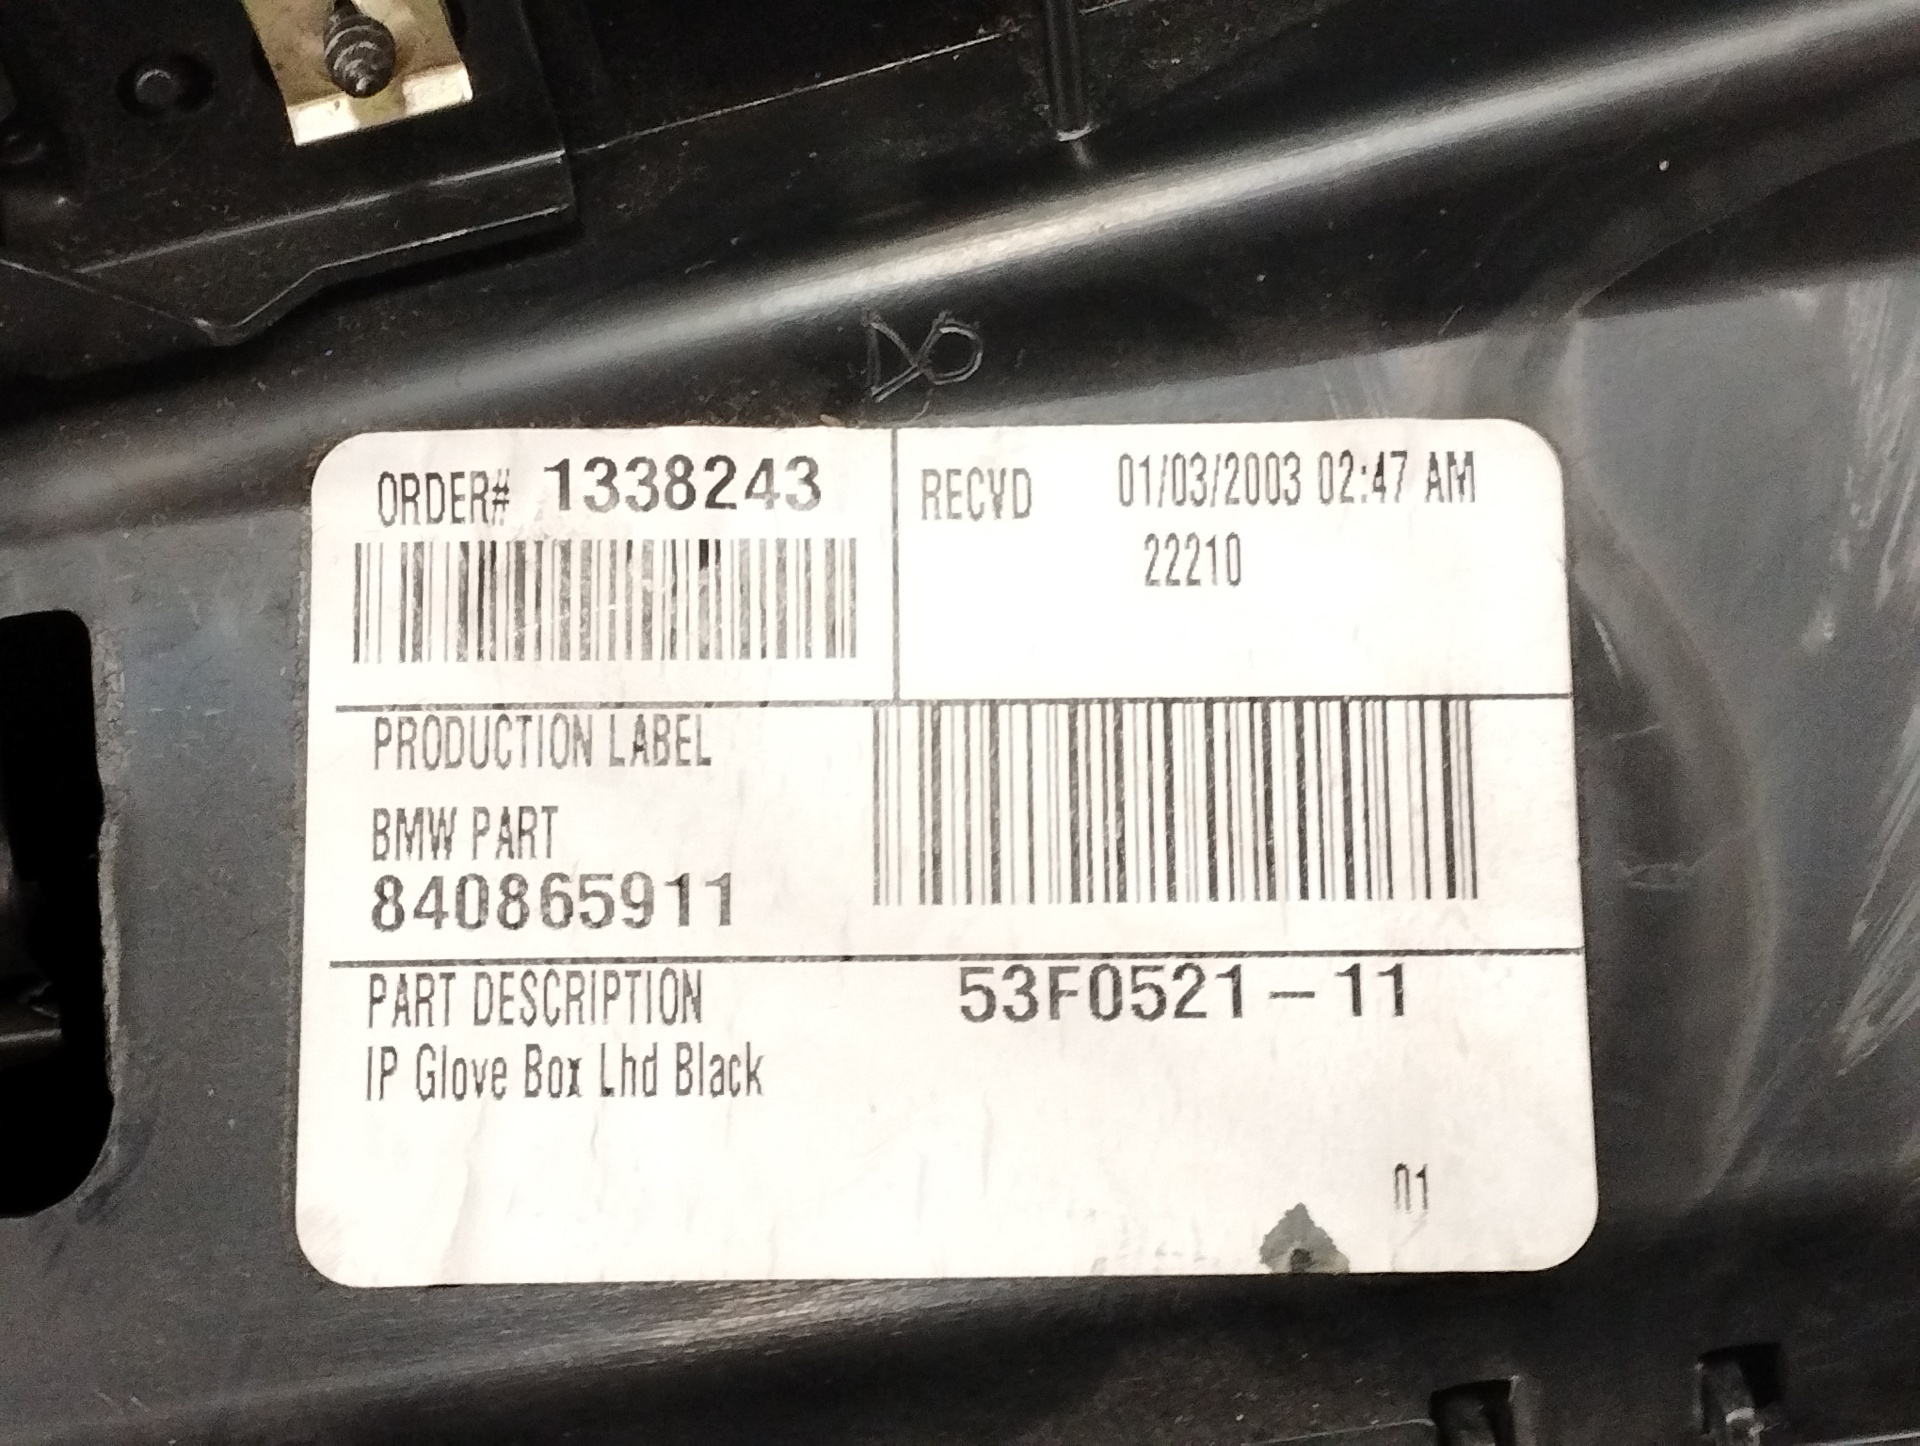 ORDER# 1338243
RECVD 01/03/2003 02:47 AM
22210
PRODUCTION LABEL
BMW PART
840865911
PART DESCRIPTION 53F0521-11
IP Glove Box Lhd Black
01